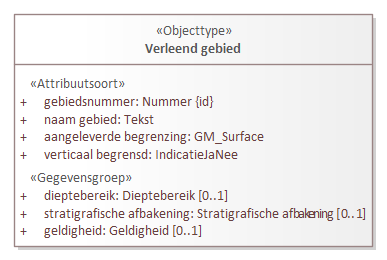 «Objecttype»
Verleend gebied
«Attribuutsoort»
+ gebiedsnummer: Nummer {id}
+ naam gebied: Tekst
+ aangeleverde begrenzing: GM_Surface
+ verticaal begrensd: IndicatieJaNee
«Gegevensgroep»
+ dieptebereik: Dieptebereik [0..1]
+ stratigrafische afbakening: Stratigrafische afbakening [0..1]
+ geldigheid: Geldigheid [0..1]